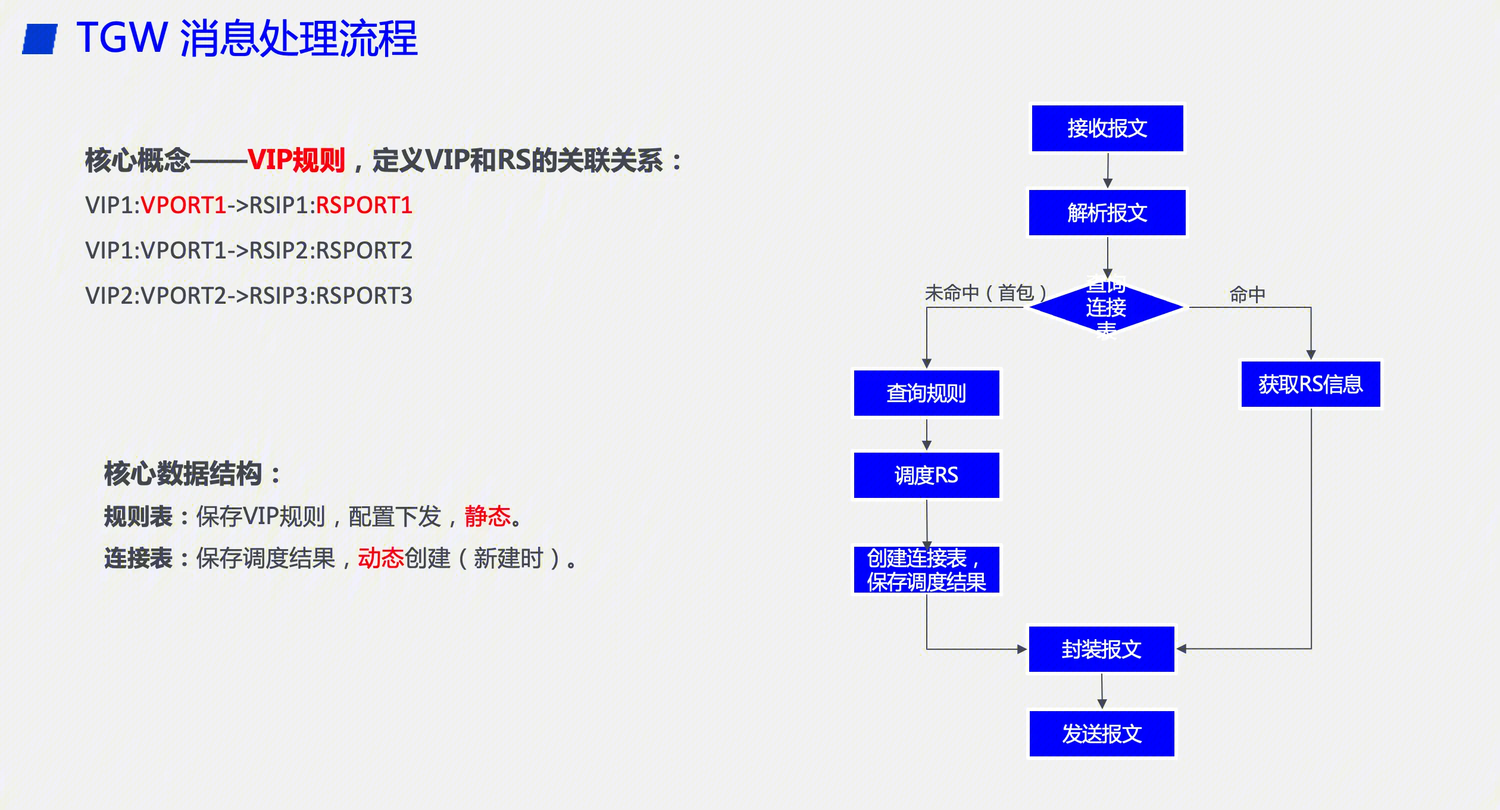 TGW 消息处理流程
核心概念——VIP规则，定义VIP和RS的关联关系：
VIP1:VPORT1->RSIP1:RSPORT1
VIP1:VPORT1->RSIP2:RSPORT2
VIP2:VPORT2->RSIP3:RSPORT3
核心数据结构：
规则表：保存VIP规则，配置下发，静态。
连接表：保存调度结果，动态创建（新建时）。
接收报文
解析报文
查询
连接
表
未命中（首包）
命中
查询规则
获取RS信息
调度RS
创建连接表，
保存调度结果
封装报文
发送报文